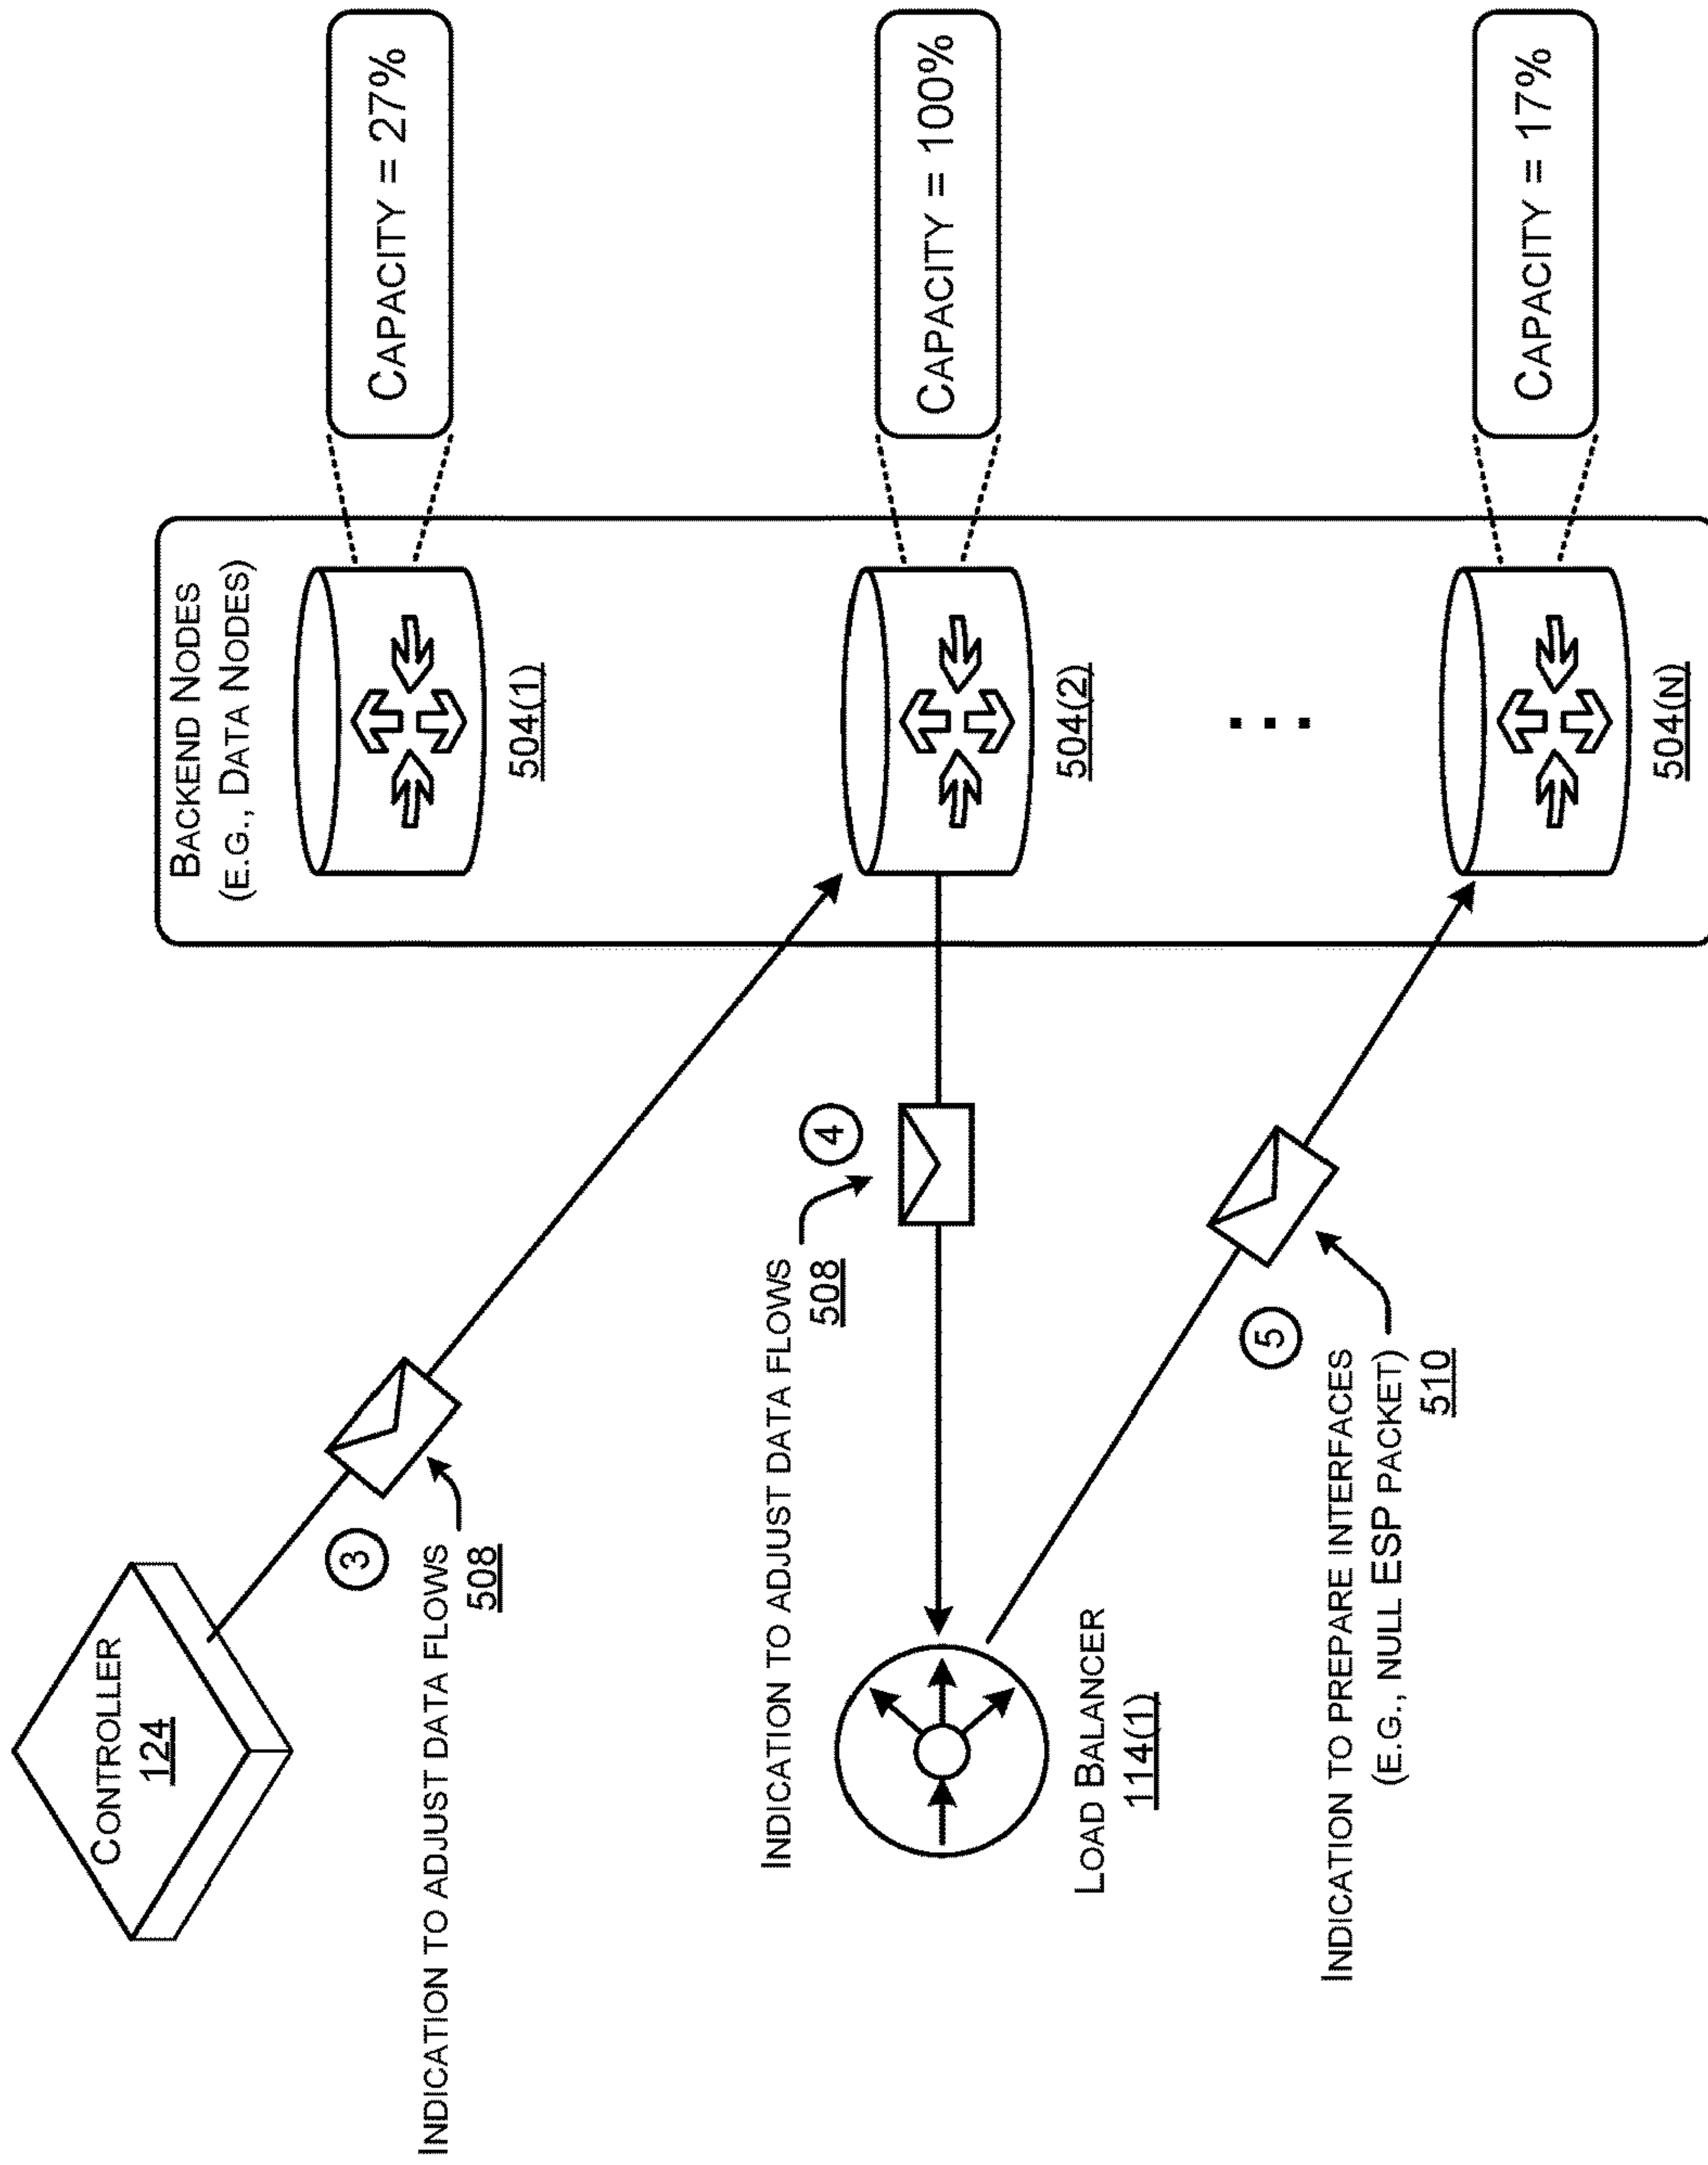 CONTROLLER
124
3
INDICATION TO ADJUST DATA FLOWS
508
BACKEND NODES
(E.G., DATA NODES)
504(1)
CAPACITY = 27%
INDICATION TO ADJUST DATA FLOWS
508
4
504(2)
CAPACITY = 100%
LOAD BALANCER
114(1)
5
INDICATION TO PREPARE INTERFACES
(E.G., NULL ESP PACKET)
510
504(N)
CAPACITY = 17%